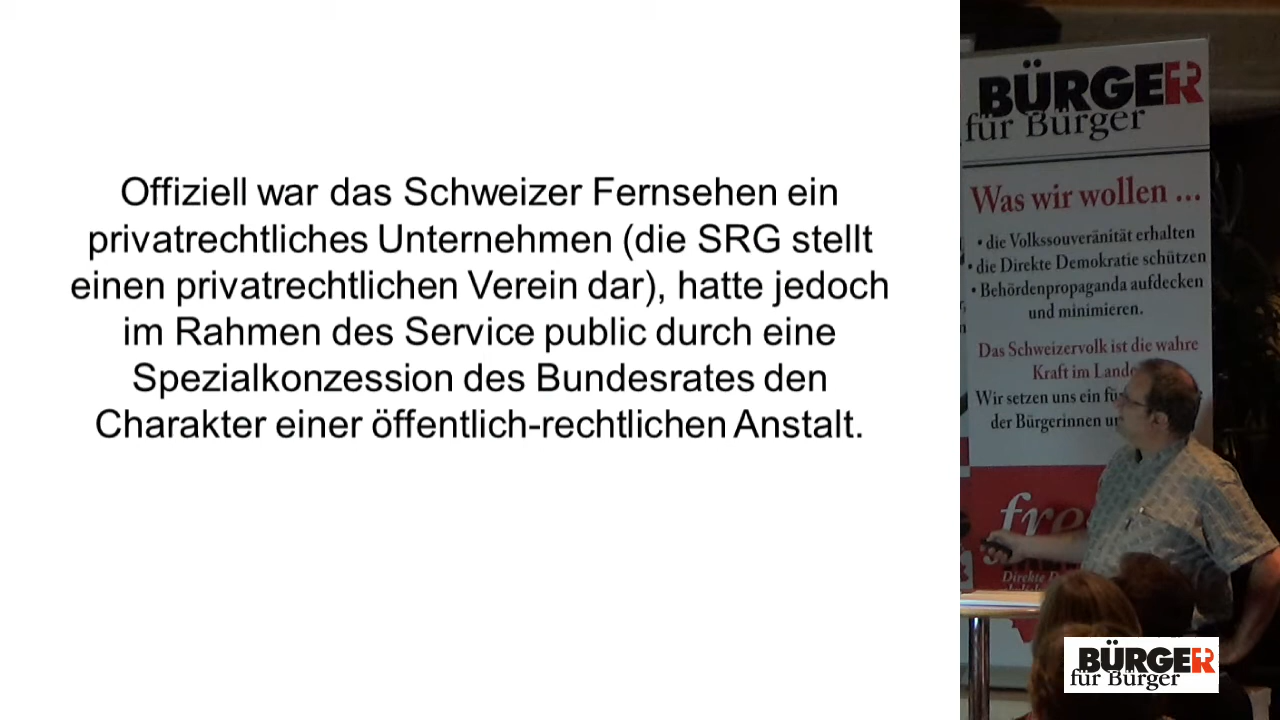 Offiziell war das Schweizer Fernsehen ein
privatrechtliches Unternehmen (die SRG stellt
einen privatrechtlichen Verein dar), hatte jedoch
im Rahmen des Service public durch eine
Spezialkonzession des Bundesrates den
Charakter einer öffentlich-rechtlichen Anstalt.
BÜRGER
für Bürger
Was wir wollen ...
• die Volkssouveränität erhalten
• die Direkte Demokratie schützen
• Behördenpropaganda aufdecken
und minimieren.
Das Schweizervolk ist die wahre
Kraft im Lande
Wir setzen uns ein
der Bürgerinnen
Direkte
BÜRGER
für Bürger